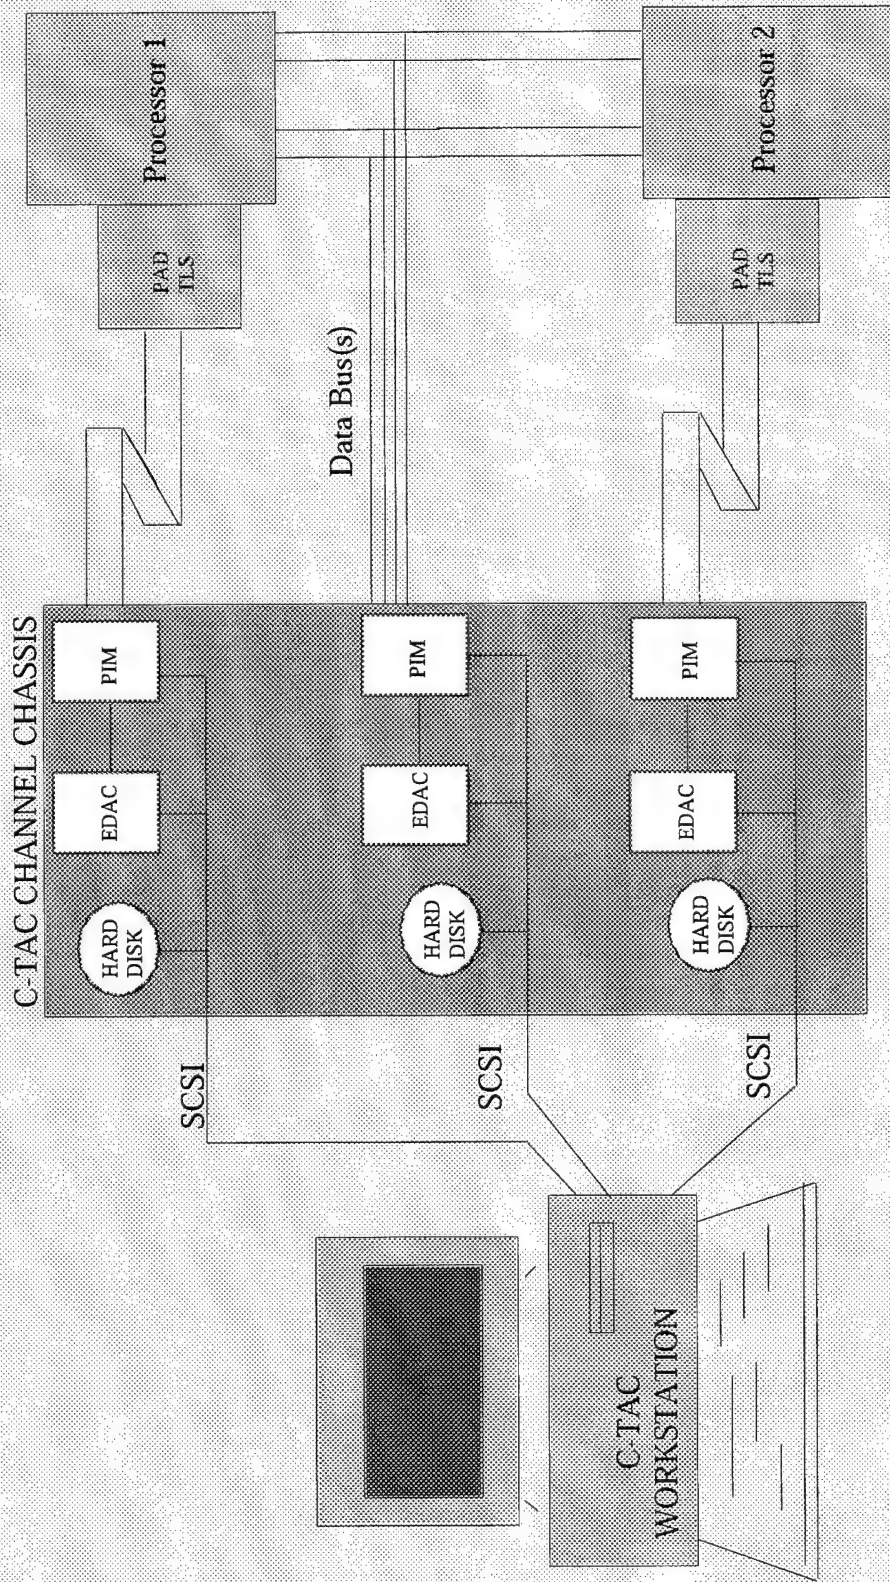 C-TAC CHANNEL CHASSIS
C-TAC
WORKSTATION
SCSI
SCSI
SCSI
HARD
DISK
EDAC
PIM
HARD
DISK
EDAC
PIM
HARD
DISK
EDAC
PIM
Data Bus(s)
PAD
TLS
Processor 1
PAD
TLS
Processor 2